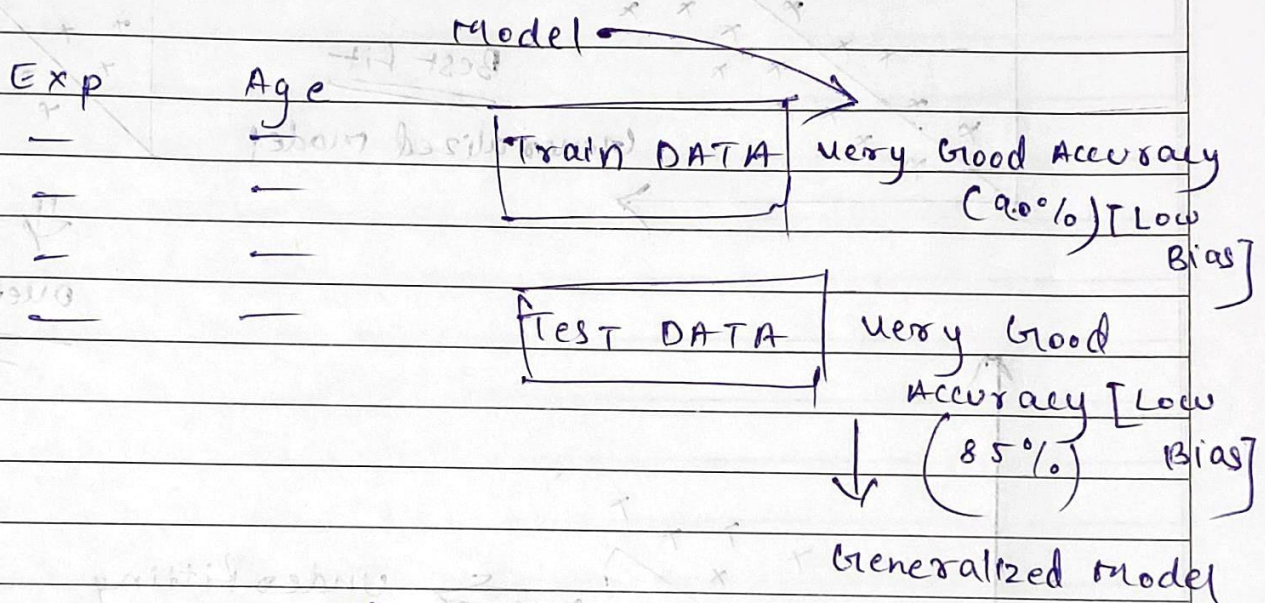 Model
Exp Age
Train DATA Very Good Accuracy
(90%) [Low
Bias]
Test DATA Very Good
Accuracy [Low
(85%) Bias]
Generalized Model